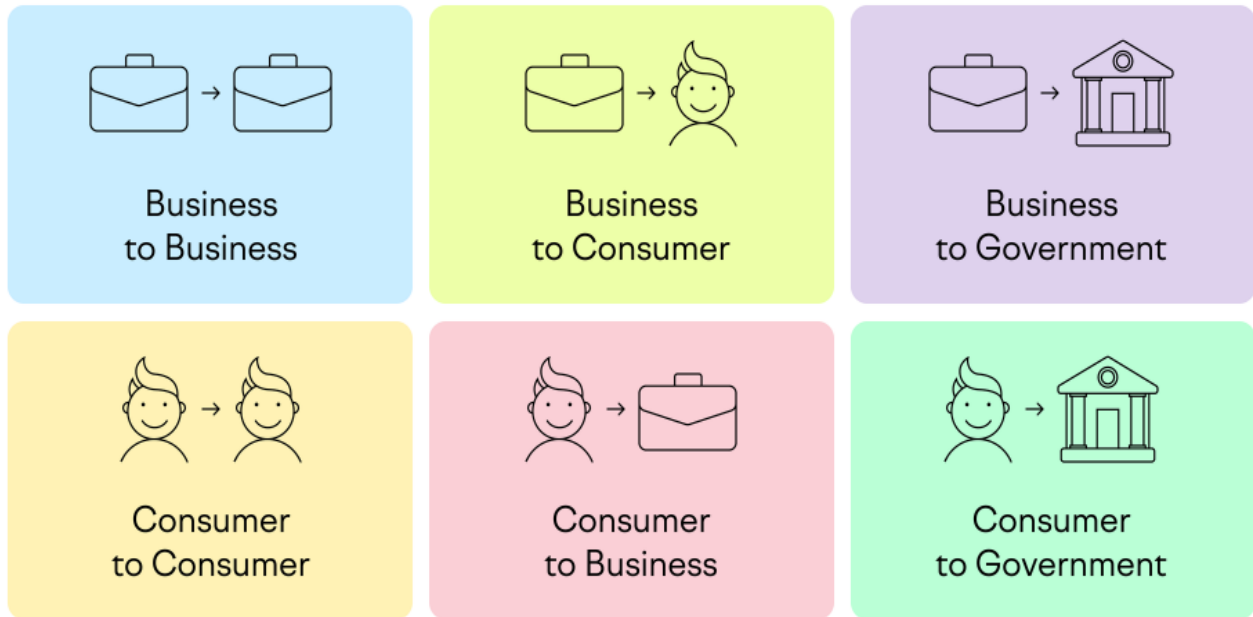 Business
to Business
Business
to Consumer
Business
to Government
Consumer
to Consumer
Consumer
to Business
Consumer
to Government